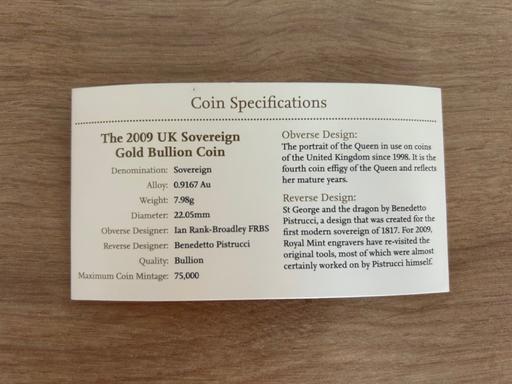 Coin Specifications
The 2009 UK Sovereign
Gold Bullion Coin
Denomination: Sovereign
Alloy: 0.9167 Au
Weight: 7.98g
Diameter: 22.05mm
Obverse Designer: Ian Rank-Broadley FRBS
Reverse Designer: Benedetto Pistrucci
Quality: Bullion
Maximum Coin Mintage: 75,000
Obverse Design:
The portrait of the Queen in use on coins
of the United Kingdom since 1998. It is the
fourth coin effigy of the Queen and reflects
her mature years.
Reverse Design:
St George and the dragon by Benedetto
Pistrucci, a design that was created for the
first modern sovereign of 1817. For 2009,
Royal Mint engravers have re-visited the
original tools, most of which were almost
certainly worked on by Pistrucci himself.